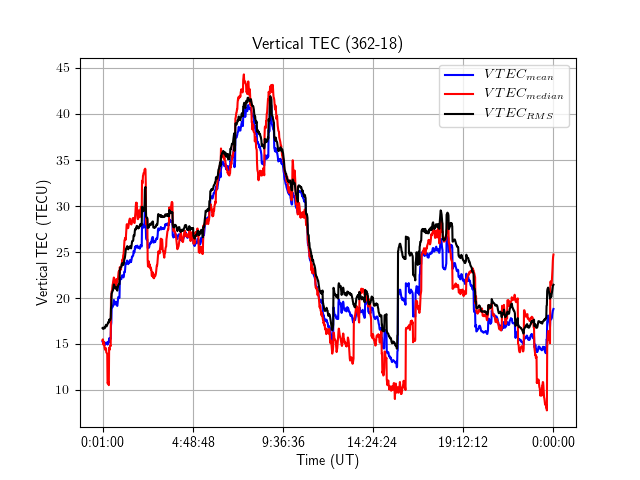 Vertical TEC (362-18)
VTEC_mean
VTEC_median
VTEC_RMS
Vertical TEC (TECU)
45
40
35
30
25
20
15
10
0:01:00 4:48:48 9:36:36 14:24:24 19:12:12 0:00:00
Time (UT)